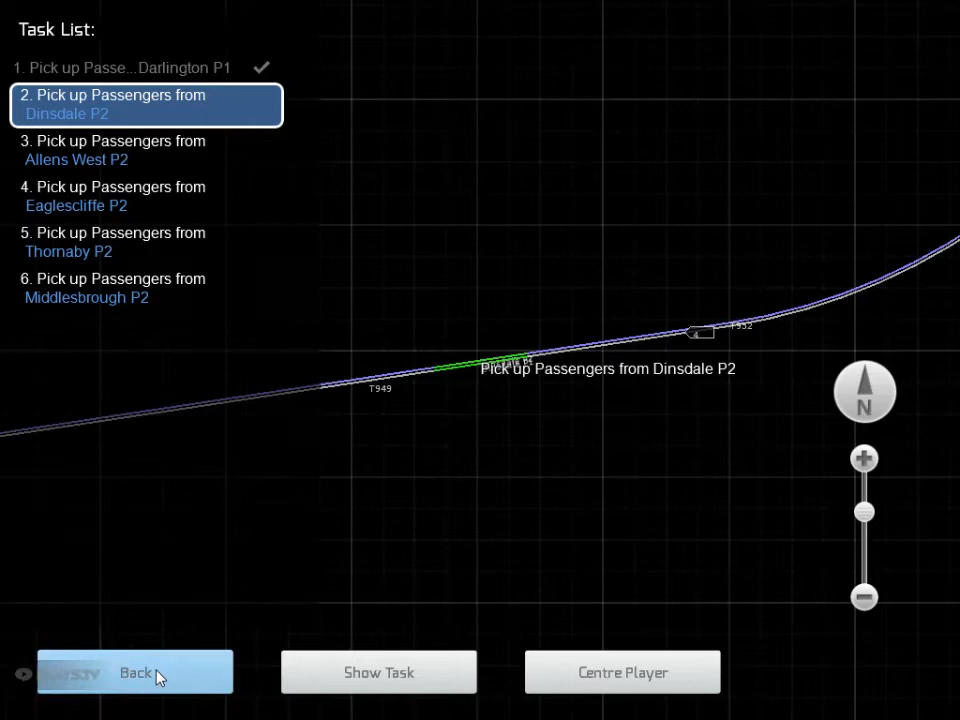 Task List:
1. Pick up Passe...Darlington P1
2. Pick up Passengers from
Dinsdale P2
3. Pick up Passengers from
Allens West P2
4. Pick up Passengers from
Eaglescliffe P2
5. Pick up Passengers from
Thornaby P2
6. Pick up Passengers from
Middlesbrough P2
4
T932
Pick up Passengers from Dinsdale P2
T949
N
Back
Show Task
Centre Player